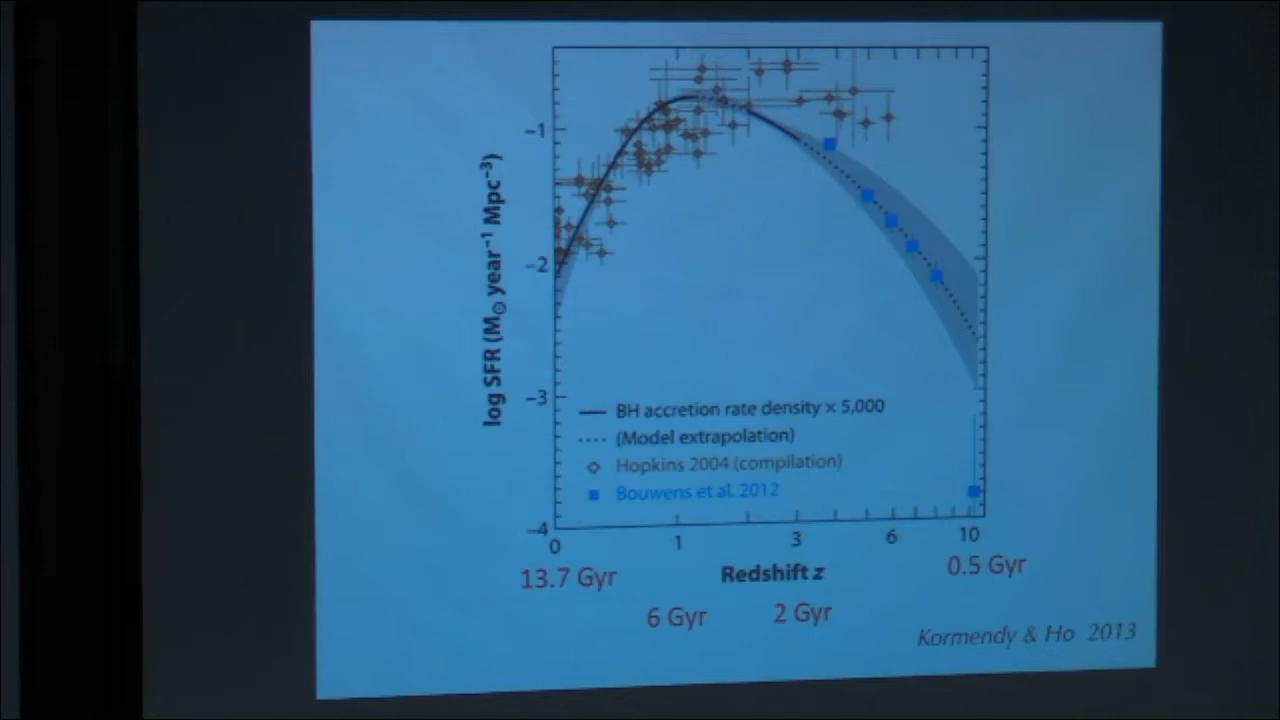 log SFR (M⊙ year⁻¹ Mpc⁻³)
−1
−2
−3
−4
BH accretion rate density × 5,000
(Model extrapolation)
Hopkins 2004 (compilation)
Bouwens et al. 2012
0 1 3 6 10
Redshift z
13.7 Gyr 6 Gyr 2 Gyr 0.5 Gyr
Kormendy & Ho 2013